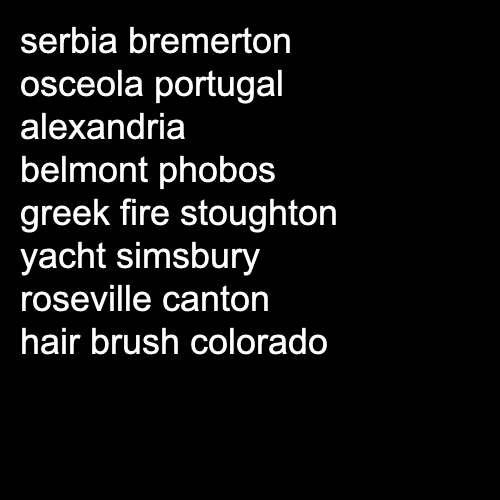 serbia bremerton
osceola portugal
alexandria
belmont phobos
greek fire stoughton
yacht simsbury
roseville canton
hair brush colorado